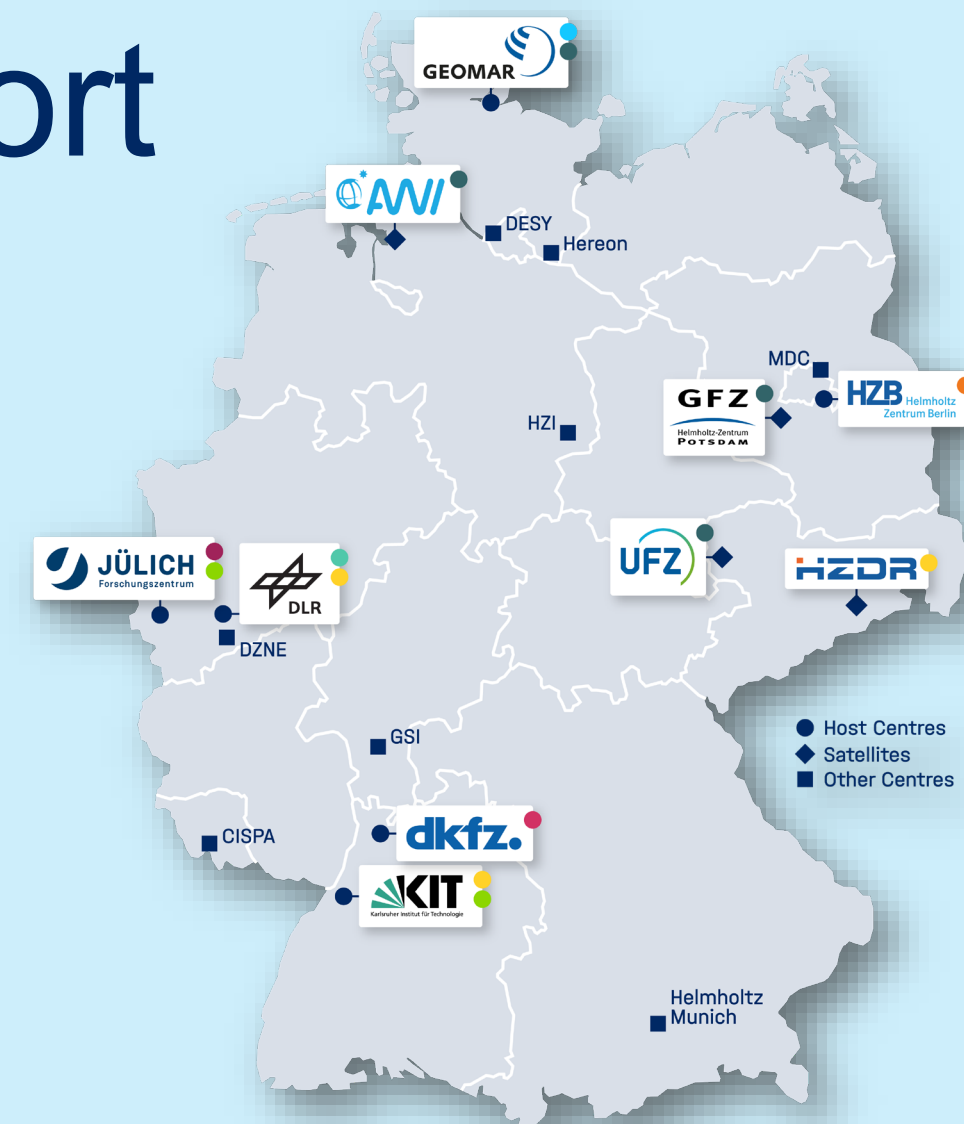 ort
GEOMAR
AWI
DESY
Hereon
MDC
HZB Helmholtz
Zentrum Berlin
GFZ
Helmholtz-Zentrum
POTSDAM
HZI
JÜLICH
Forschungszentrum
DLR
DZNE
UFZ
HZDR
Host Centres
Satellites
Other Centres
GSI
CISPA
dkfz.
KIT
Karlsruher Institut für Technologie
Helmholtz
Munich